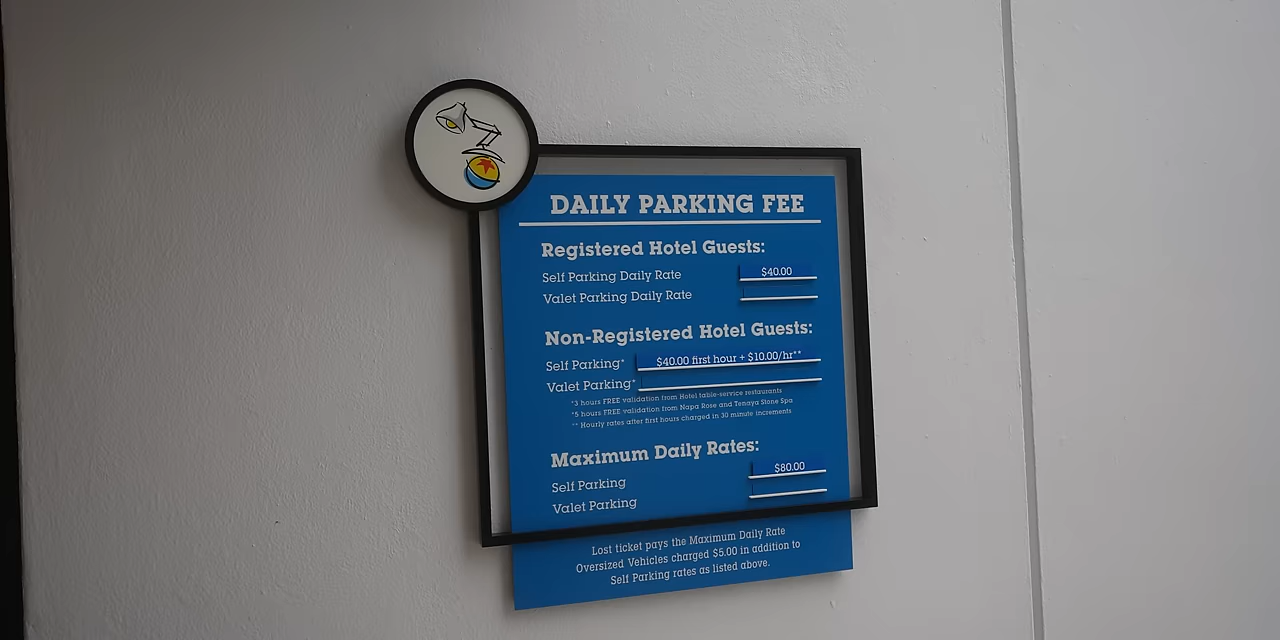 DAILY PARKING FEE
Registered Hotel Guests:
Self Parking Daily Rate $40.00
Valet Parking Daily Rate
Non-Registered Hotel Guests:
Self Parking* $40.00 first hour + $10.00/hr**
Valet Parking*
*3 hours FREE validation from Hotel table-service restaurants
*5 hours FREE validation from Napa Rose and Tenaya Stone Spa
** Hourly rates after first hours charged in 30 minute increments
Maximum Daily Rates:
Self Parking $80.00
Valet Parking
Lost ticket pays the Maximum Daily Rate
Oversized Vehicles charged $5.00 in addition to
Self Parking rates as listed above.